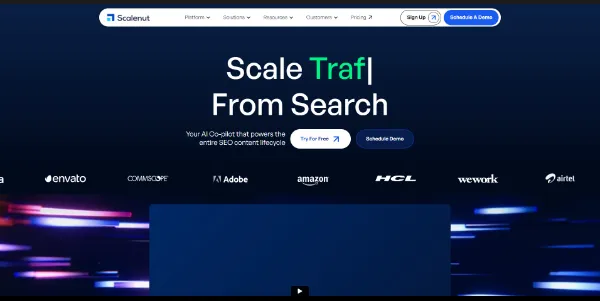 Scalenut
Platform Solutions Resources Customers Pricing
Sign Up
Schedule A Demo
Scale Traf|
From Search
Your AI Co-pilot that powers the
entire SEO content lifecycle
Try For Free
Schedule Demo
a envato COMMSCOPE Adobe amazon HCL wework airtel